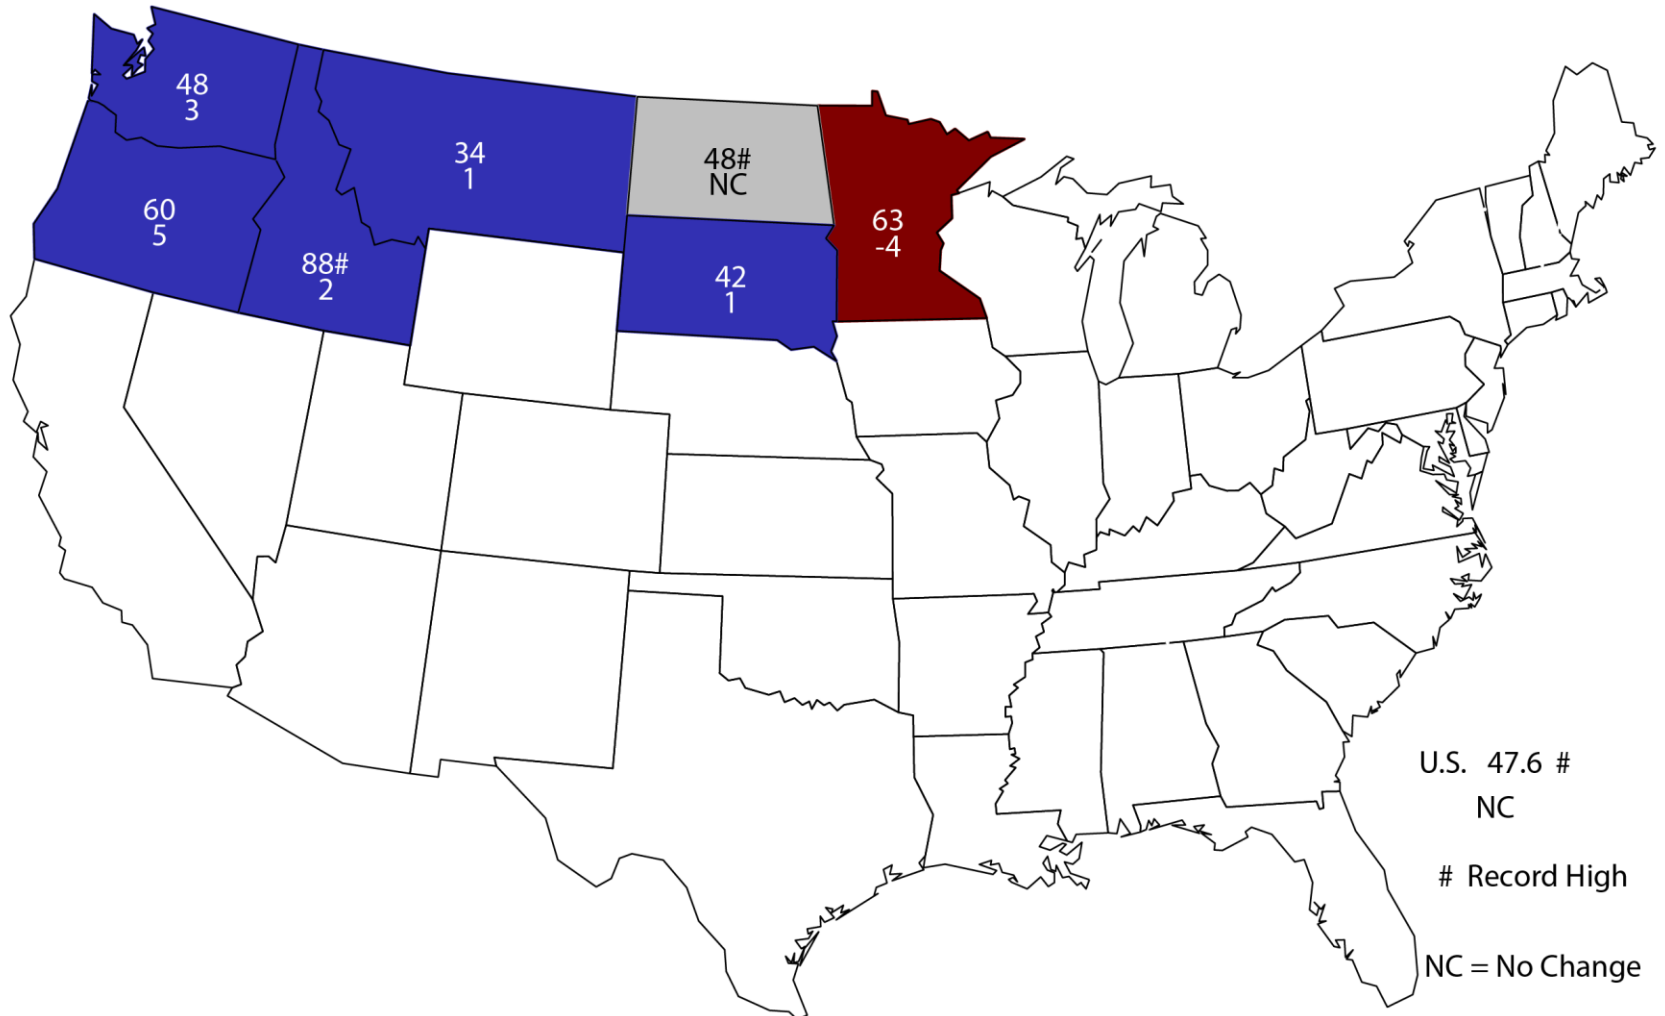 48
3
34
1
48#
NC
60
5
63
-4
88#
2
42
1
U.S. 47.6 #
NC
# Record High
NC = No Change